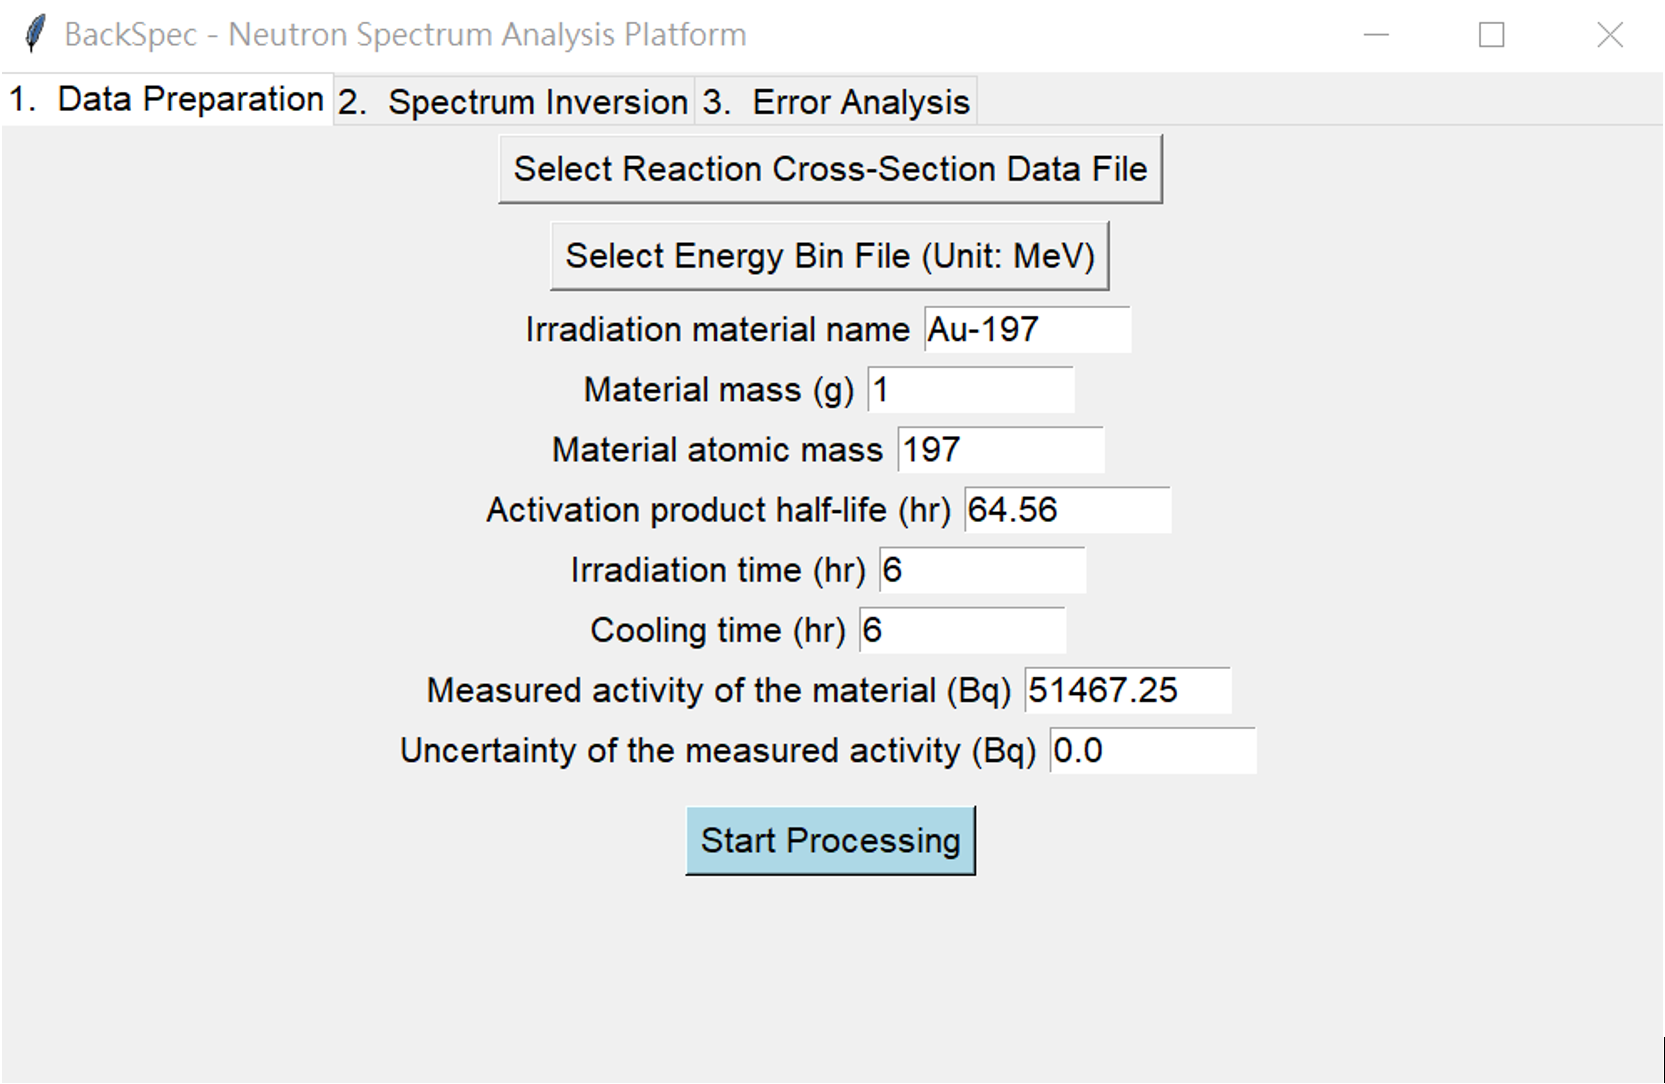 BackSpec - Neutron Spectrum Analysis Platform
1. Data Preparation 2. Spectrum Inversion 3. Error Analysis
Select Reaction Cross-Section Data File
Select Energy Bin File (Unit: MeV)
Irradiation material name Au-197
Material mass (g) 1
Material atomic mass 197
Activation product half-life (hr) 64.56
Irradiation time (hr) 6
Cooling time (hr) 6
Measured activity of the material (Bq) 51467.25
Uncertainty of the measured activity (Bq) 0.0
Start Processing